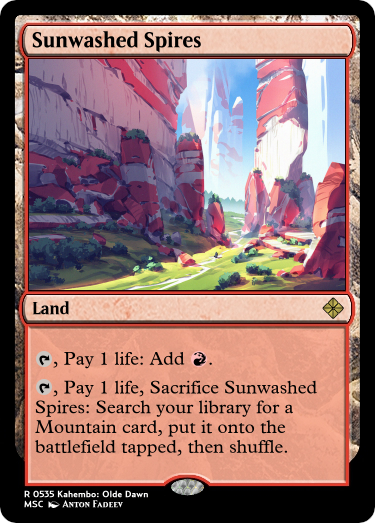 Sunwashed Spires
Land
, Pay 1 life: Add .
, Pay 1 life, Sacrifice Sunwashed
Spires: Search your library for a
Mountain card, put it onto the
battlefield tapped, then shuffle.
R 0535 Kahembo: Olde Dawn
MSC Anton Fadeev